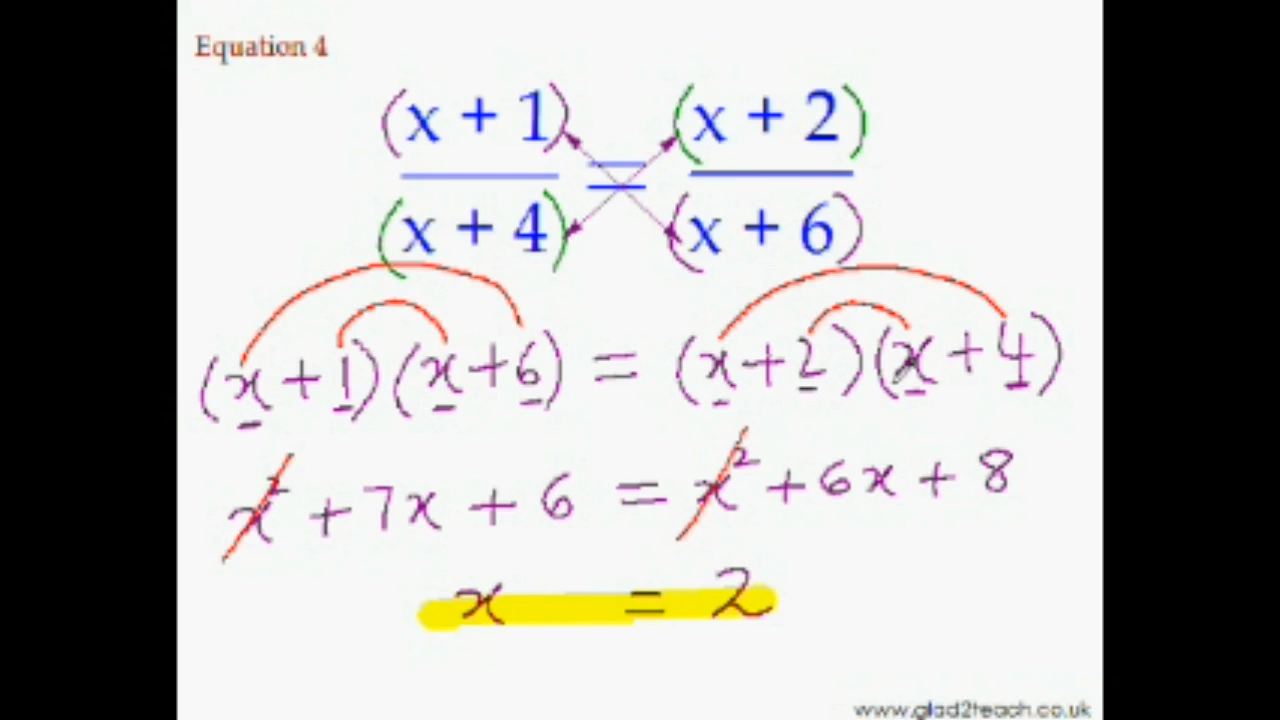 Equation 4
(x + 1) = (x + 2)
(x + 4) (x + 6)
(x + 1)(x + 6) = (x + 2)(x + 4)
x² + 7x + 6 = x² + 6x + 8
x = 2
www.glad2teach.co.uk